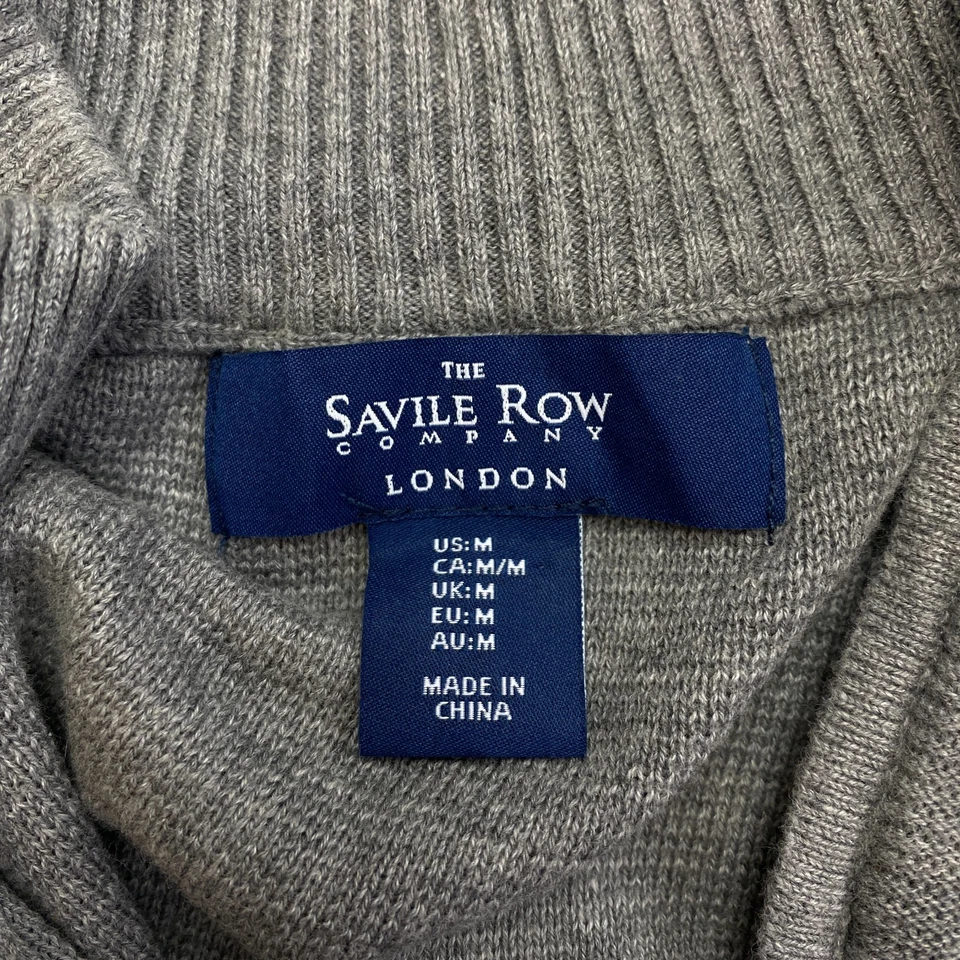 THE
SAVILE ROW
COMPANY
LONDON
US:M
CA:M/M
UK:M
EU:M
AU:M
MADE IN
CHINA